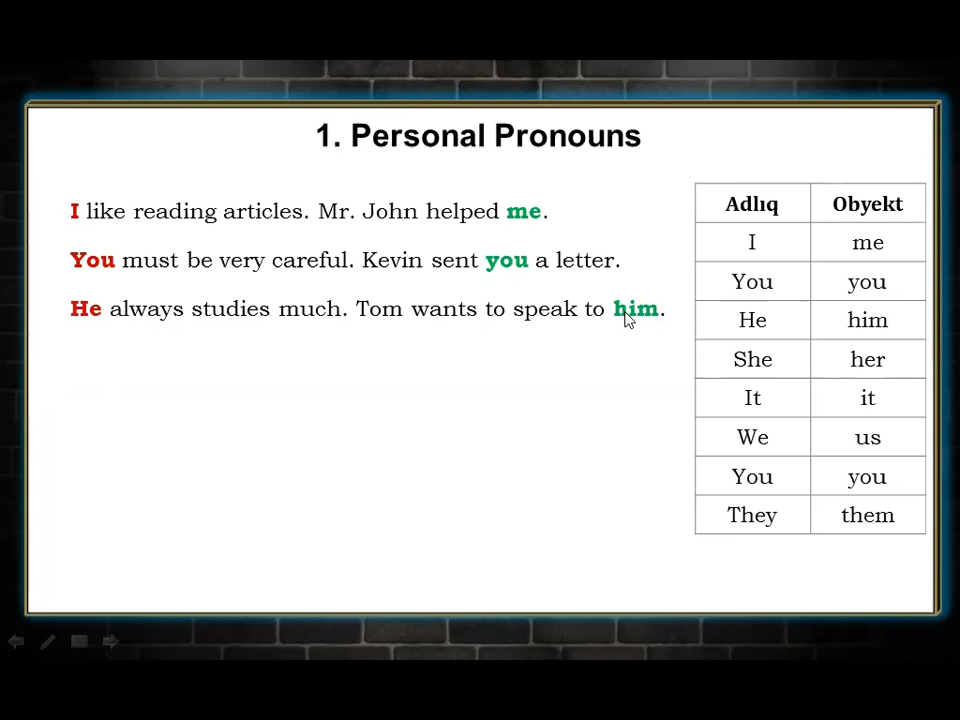 1. Personal Pronouns
I like reading articles. Mr. John helped me.
You must be very careful. Kevin sent you a letter.
He always studies much. Tom wants to speak to him.
Adlıq Obyekt
I me
You you
He him
She her
It it
We us
You you
They them